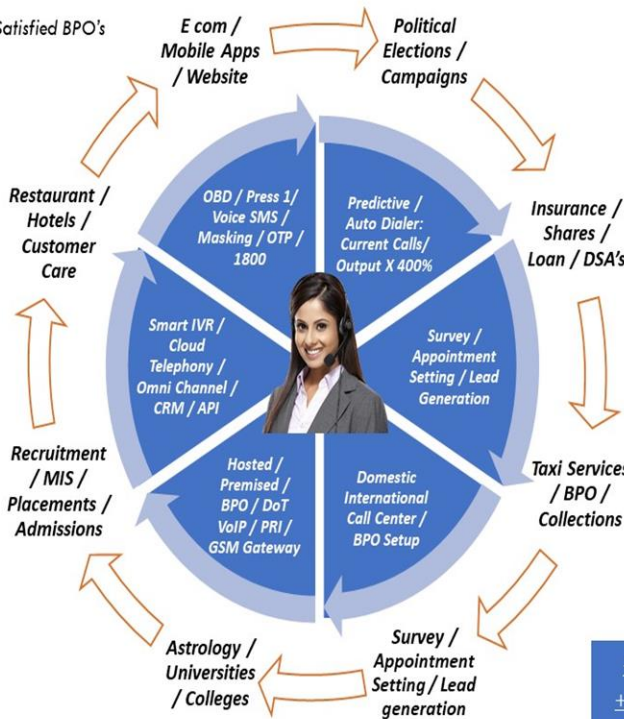 Satisfied BPO's
E com /
Mobile Apps
/ Website
Political
Elections /
Campaigns
Insurance /
Shares /
Loan / DSA's
Taxi Services
/ BPO /
Collections
Survey /
Appointment
Setting / Lead
generation
Astrology /
Universities
/ Colleges
Recruitment
/ MIS /
Placements /
Admissions
Restaurant /
Hotels /
Customer
Care
OBD / Press 1/
Voice SMS /
Masking / OTP /
1800
Predictive /
Auto Dialer:
Current Calls/
Output X 400%
Survey /
Appointment
Setting / Lead
Generation
Domestic
International
Call Center /
BPO Setup
Hosted /
Premised /
BPO / DoT
VoIP / PRI /
GSM Gateway
Smart IVR /
Cloud
Telephony /
Omni Channel /
CRM / API
+